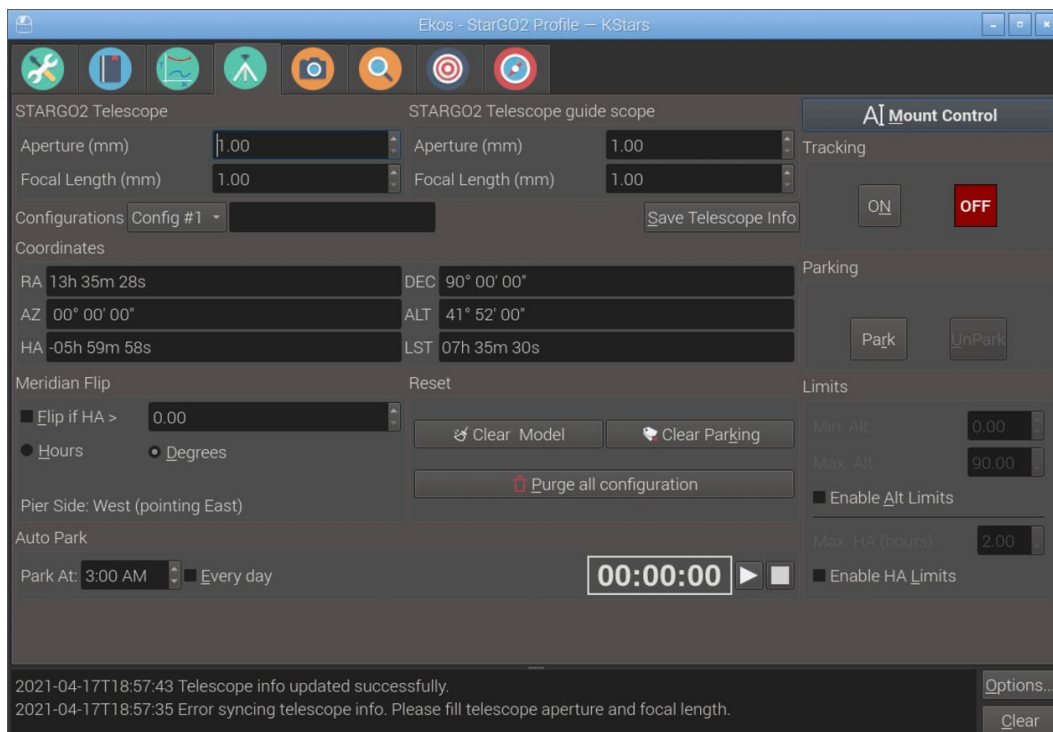 Ekos - StarGO2 Profile — KStars
STARGO2 Telescope
Aperture (mm) 1.00
Focal Length (mm) 1.00
STARGO2 Telescope guide scope
Aperture (mm) 1.00
Focal Length (mm) 1.00
Configurations Config #1 Save Telescope Info
Coordinates
RA 13h 35m 28s DEC 90° 00' 00"
AZ 00° 00' 00" ALT 41° 52' 00"
HA -05h 59m 58s LST 07h 35m 30s
Meridian Flip
Flip if HA > 0.00
Hours Degrees
Pier Side: West (pointing East)
Reset
Clear Model Clear Parking
Purge all configuration
Auto Park
Park At: 3:00 AM Every day 00:00:00
Mount Control
Tracking
ON OFF
Parking
Park UnPark
Limits
Min. Alt: 0.00
Max. Alt: 90.00
Enable Alt Limits
Max. HA (hours): 2.00
Enable HA Limits
2021-04-17T18:57:43 Telescope info updated successfully.
2021-04-17T18:57:35 Error syncing telescope info. Please fill telescope aperture and focal length.
Options...
Clear